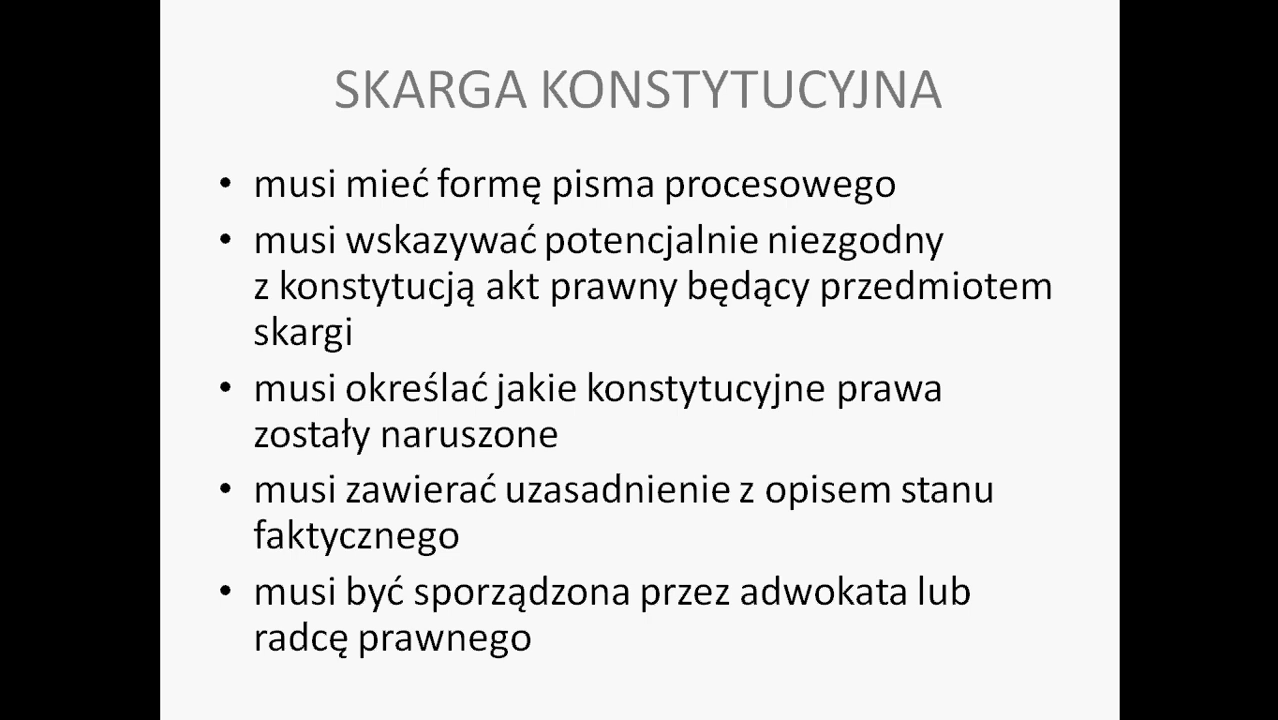 SKARGA KONSTYTUCYJNA
• musi mieć formę pisma procesowego
• musi wskazywać potencjalnie niezgodny
z konstytucją akt prawny będący przedmiotem
skargi
• musi określać jakie konstytucyjne prawa
zostały naruszone
• musi zawierać uzasadnienie z opisem stanu
faktycznego
• musi być sporządzona przez adwokata lub
radcę prawnego